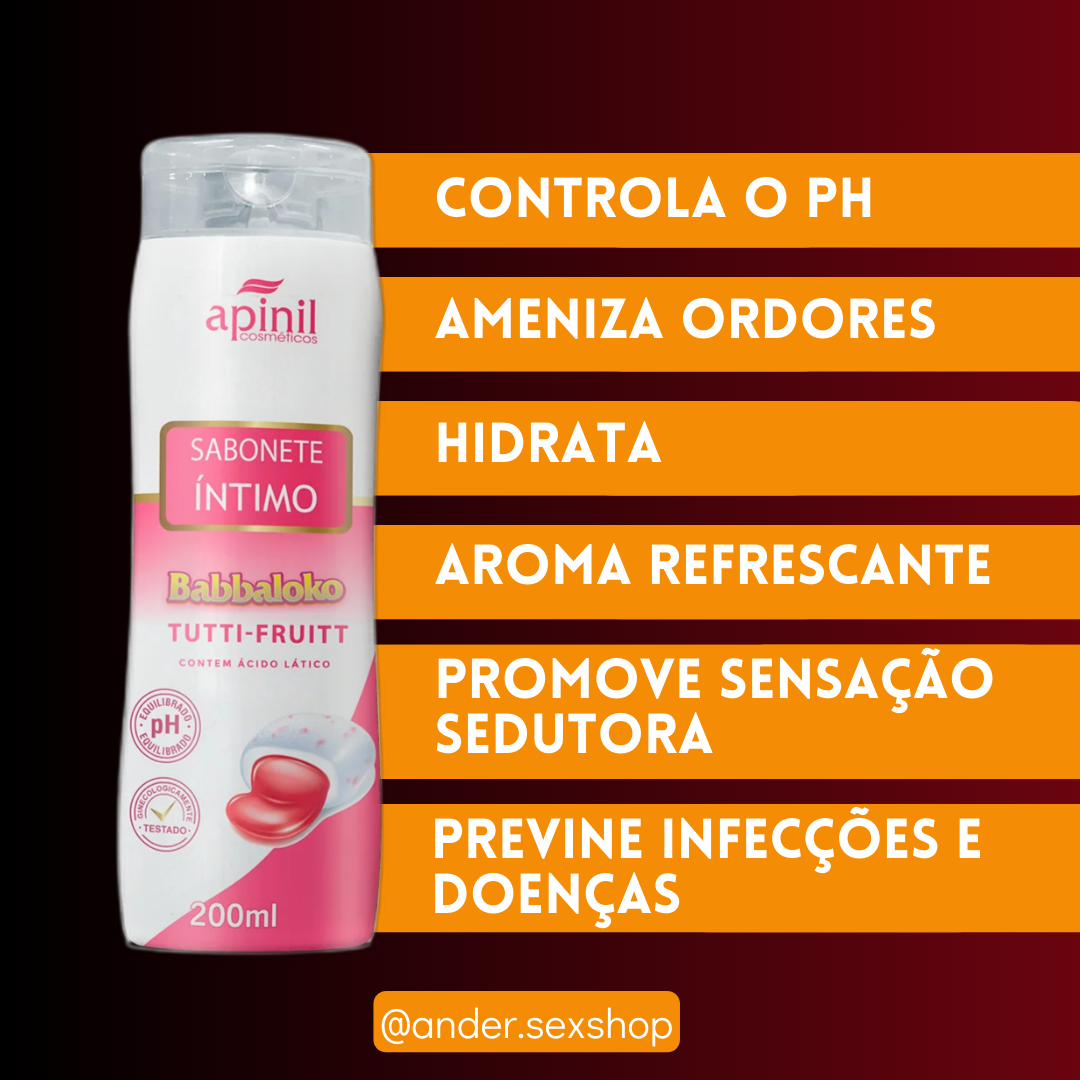 apinil
cosméticos
SABONETE
ÍNTIMO
Babbaloko
TUTTI-FRUITT
CONTEM ÁCIDO LÁTICO
EQUILIBRADO
pH
EQUILIBRADO
GINECOLOGICAMENTE
TESTADO
200ml
CONTROLA O PH
AMENIZA ORDORES
HIDRATA
AROMA REFRESCANTE
PROMOVE SENSAÇÃO
SEDUTORA
PREVINE INFECÇÕES E
DOENÇAS
@ander.sexshop